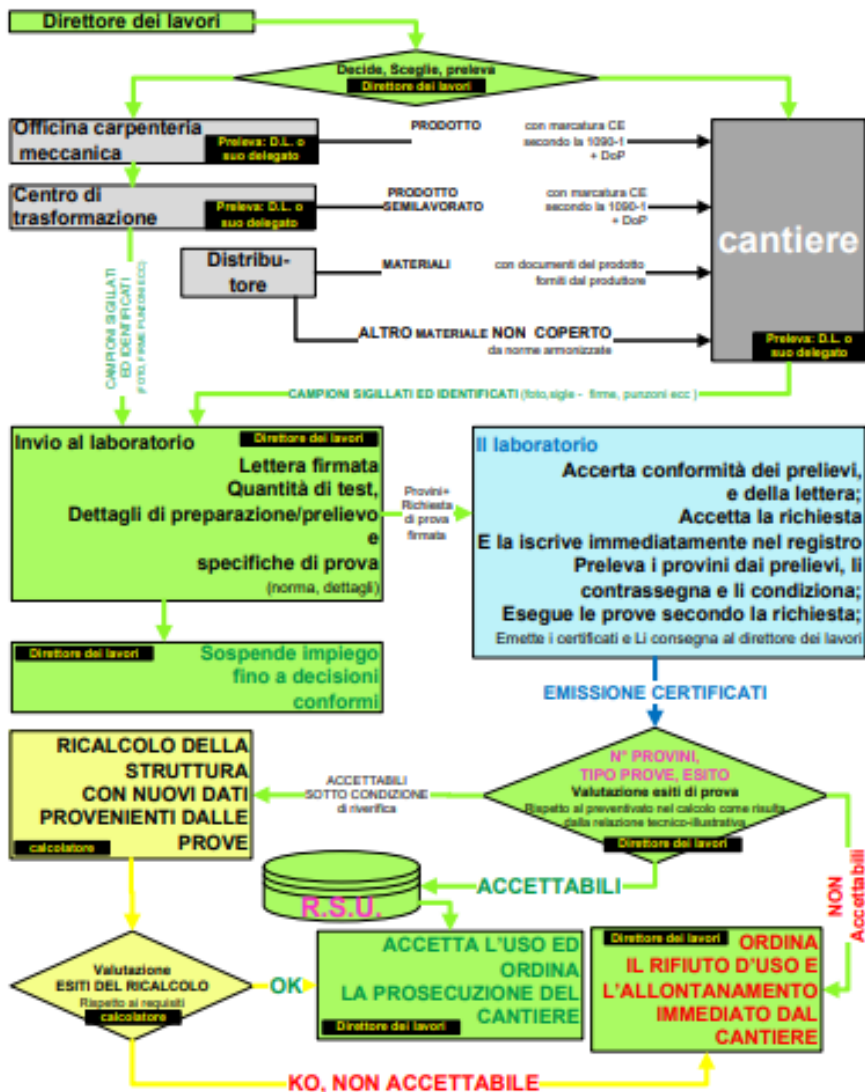 Direttore dei lavori
Decide, Sceglie, preleva
Direttore dei lavori
Officina carpenteria
meccanica
Preleva: D.L. o
suo delegato
PRODOTTO
con marcatura CE
secondo la 1090-1
+ DoP
Centro di
trasformazione
Preleva: D.L. o
suo delegato
PRODOTTO
SEMILAVORATO
con marcatura CE
secondo la 1090-1
+ DoP
cantiere
Distribu-
tore
MATERIALI
con documenti del prodotto
forniti dal produttore
ALTRO MATERIALE NON COPERTO
da norme armonizzate
Preleva: D.L. o
suo delegato
CAMPIONI SIGILLATI
ED IDENTIFICATI
(FOTO, FIRME PUNZONI ECC)
CAMPIONI SIGILLATI ED IDENTIFICATI (foto,sigle - firme, punzoni ecc )
Invio al laboratorio
Direttore dei lavori
Lettera firmata
Quantità di test,
Dettagli di preparazione/prelievo
e
specifiche di prova
(norma, dettagli)
Provini+
Richiesta
di prova
firmata
Il laboratorio
Accerta conformità dei prelievi,
e della lettera;
Accetta la richiesta
E la iscrive immediatamente nel registro
Preleva i provini dai prelievi, li
contrassegna e li condiziona;
Esegue le prove secondo la richiesta;
Emette i certificati e Li consegna al direttore dei lavori
Direttore dei lavori
Sospende impiego
fino a decisioni
conformi
EMISSIONE CERTIFICATI
RICALCOLO DELLA
STRUTTURA
CON NUOVI DATI
PROVENIENTI DALLE
PROVE
calcolatore
ACCETTABILI
SOTTO CONDIZIONE
di riverifica
N° PROVINI,
TIPO PROVE, ESITO
Valutazione esiti di prova
Rispetto al preventivato nel calcolo come risulta
dalla relazione tecnico-illustrativa
Direttore dei lavori
NON
Accettabili
ACCETTABILI
R.S.U.
Valutazione
ESITI DEL RICALCOLO
Rispetto ai requisiti
calcolatore
OK
ACCETTA L'USO ED
ORDINA
LA PROSECUZIONE DEL
CANTIERE
Direttore dei lavori
Direttore dei lavori
ORDINA
IL RIFIUTO D'USO E
L'ALLONTANAMENTO
IMMEDIATO DAL
CANTIERE
KO, NON ACCETTABILE